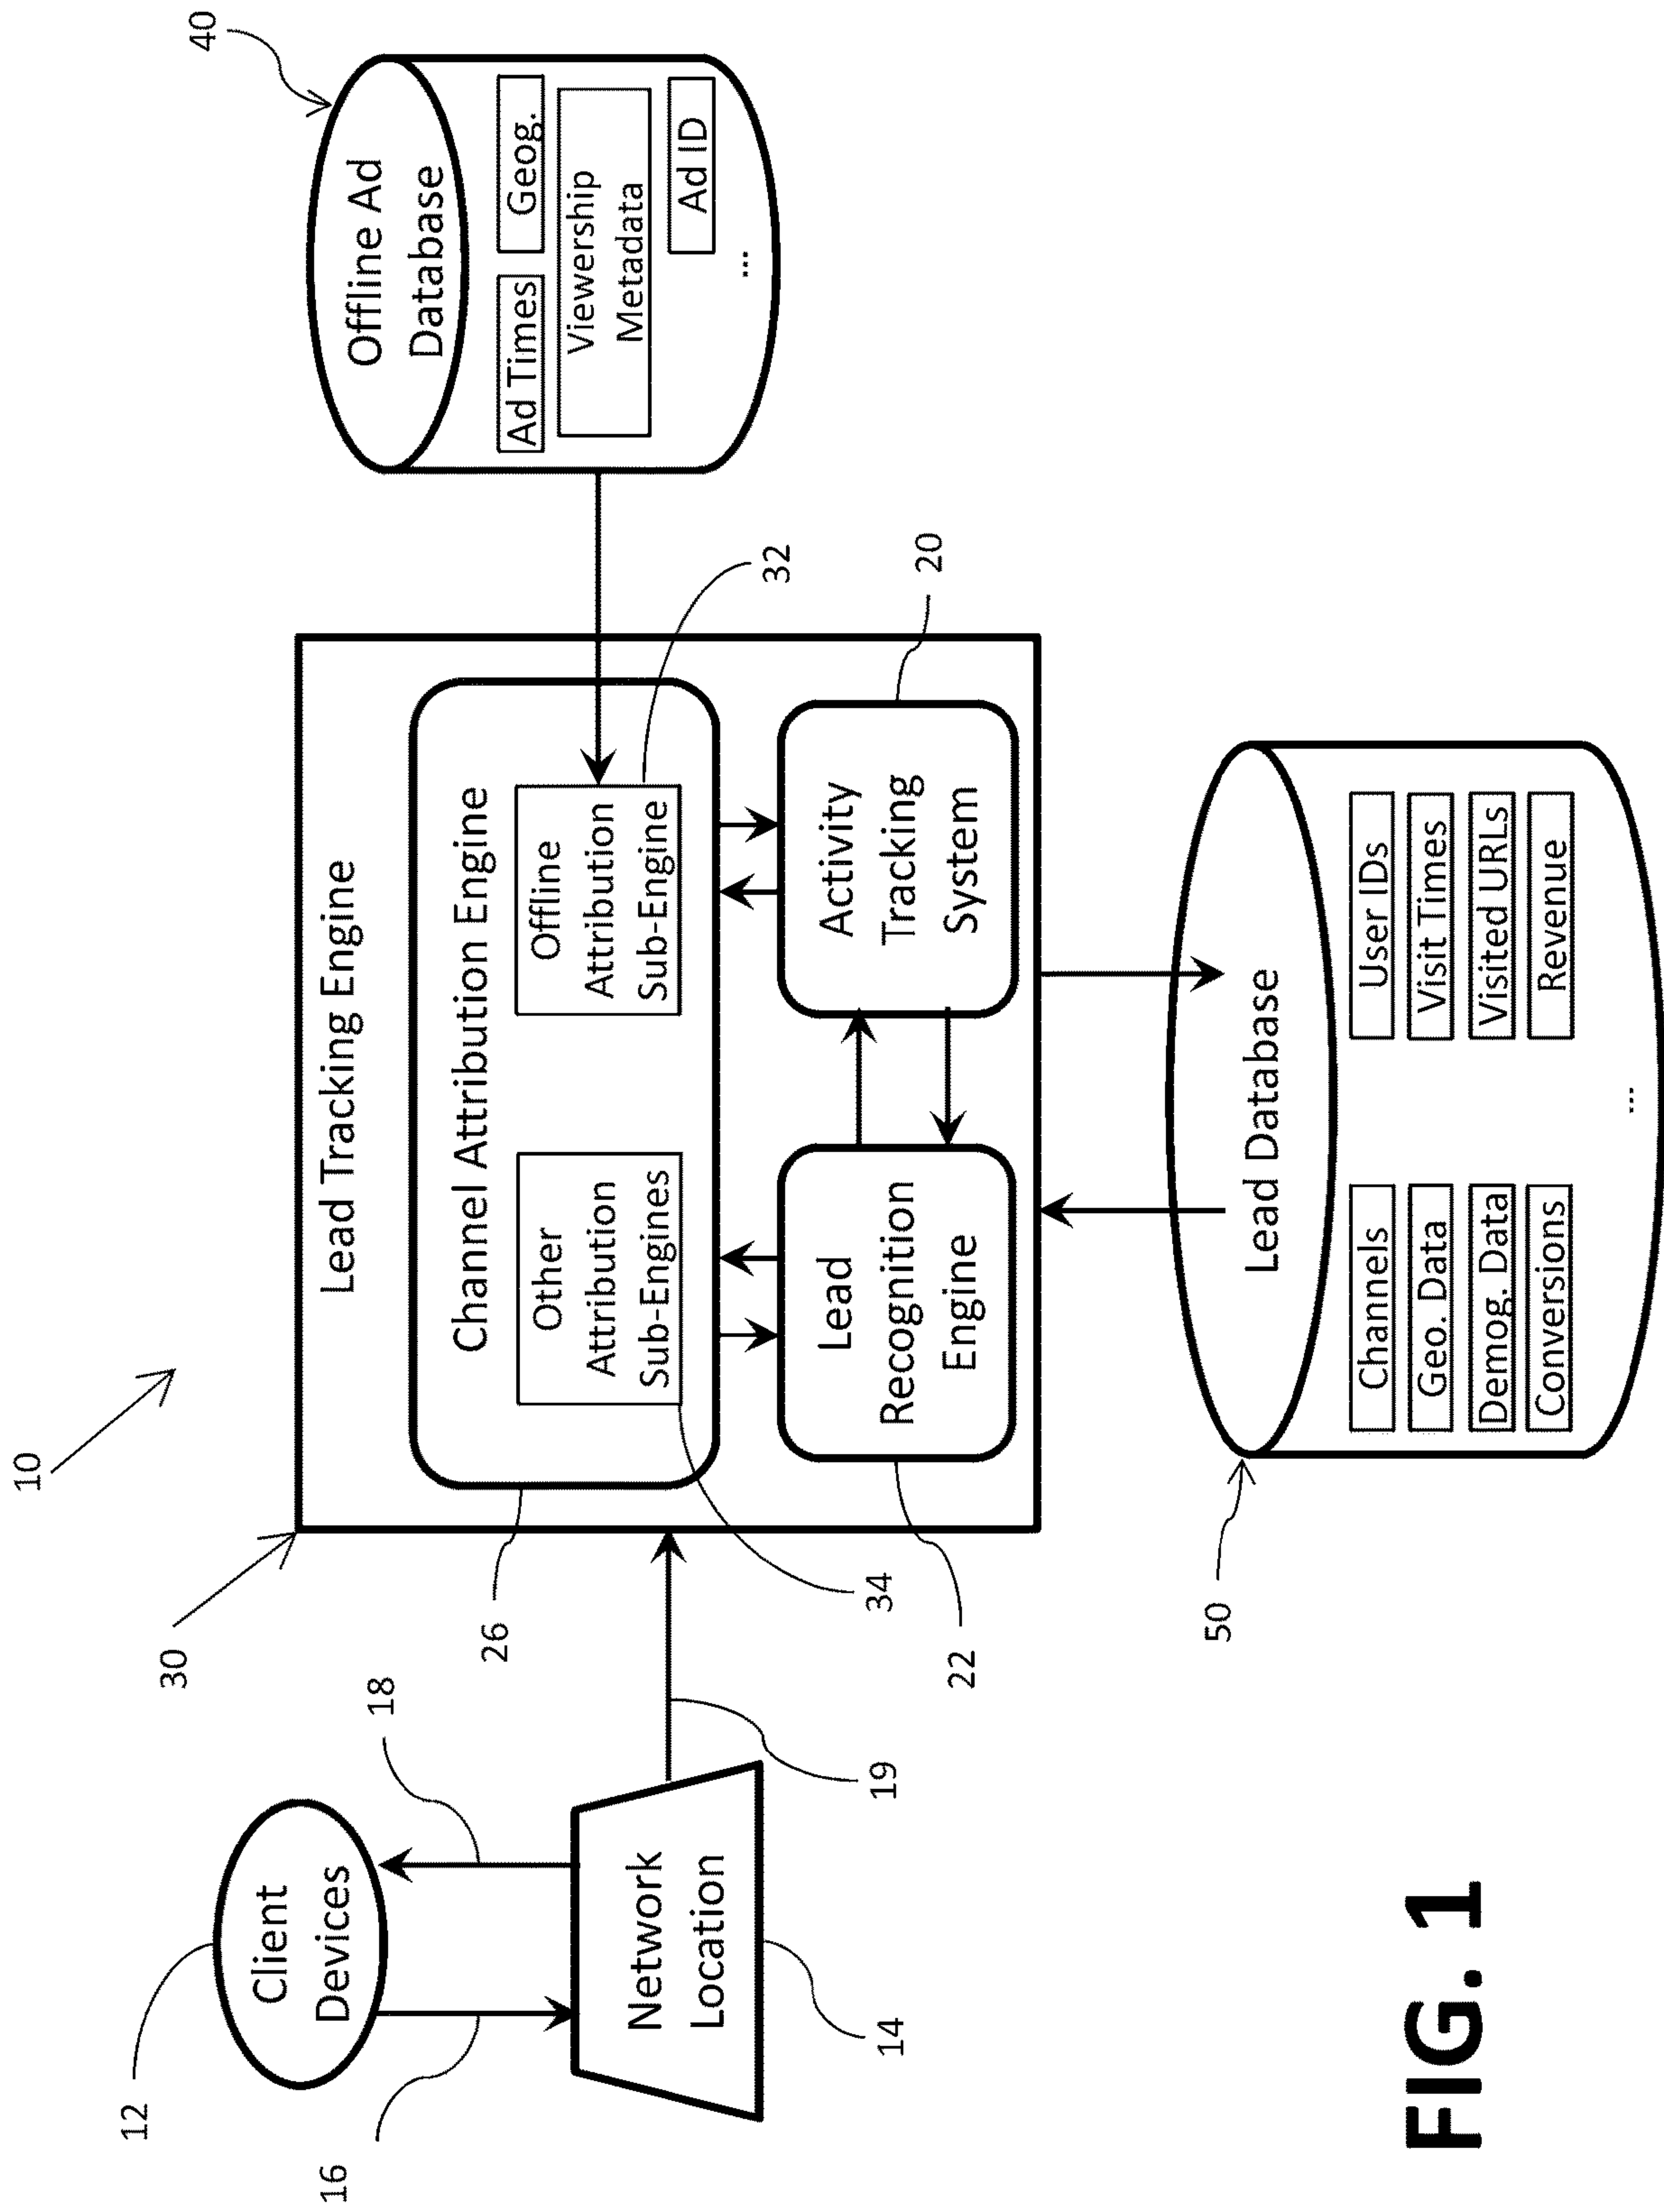 10
30
Lead Tracking Engine
Channel Attribution Engine
26
Other
Attribution
Sub-Engines
34
Offline
Attribution
Sub-Engine
32
Lead
Recognition
Engine
22
Activity
Tracking
System
20
12
Client
Devices
16
18
Network
Location
14
19
40
Offline Ad
Database
Ad Times
Geog.
Viewership
Metadata
Ad ID
...
50
Lead Database
Channels
User IDs
Geo. Data
Visit Times
Demog. Data
Visited URLs
Conversions
Revenue
...
FIG. 1